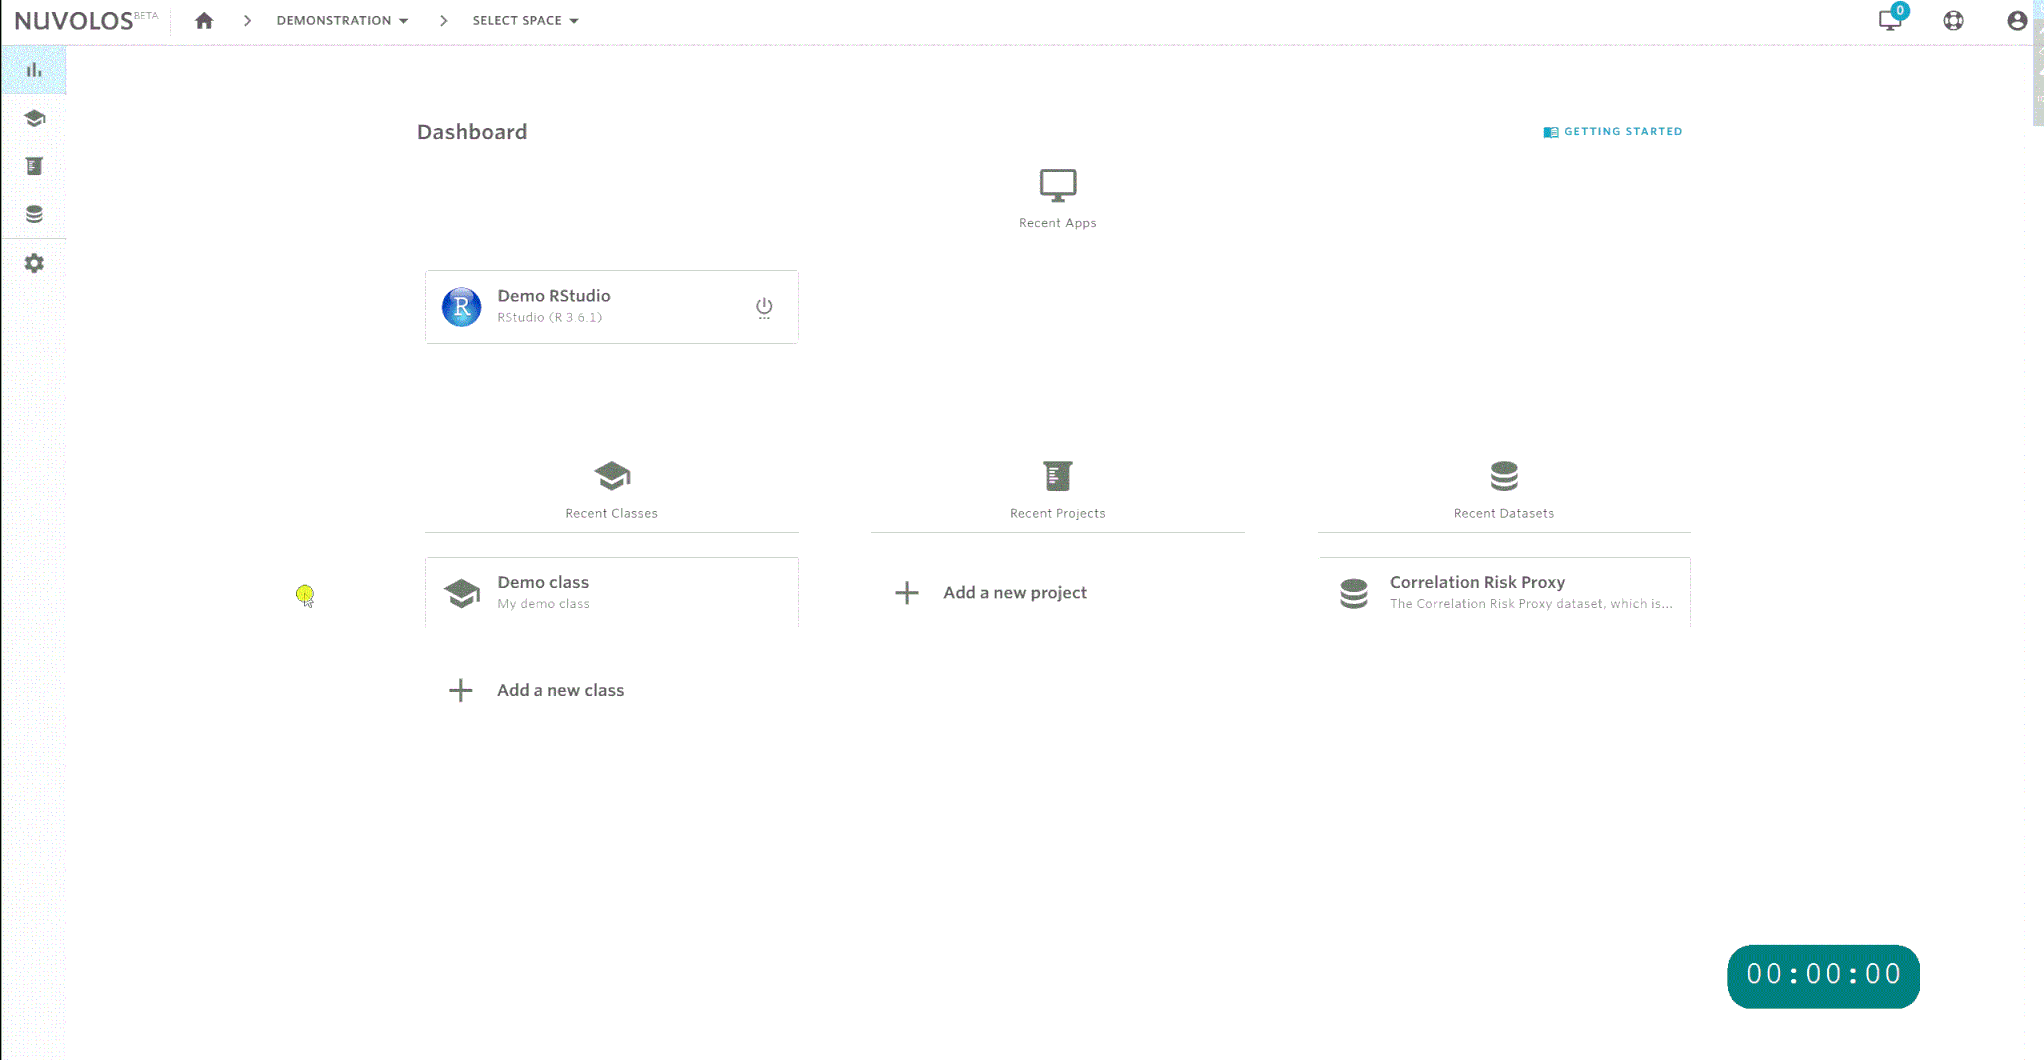 NUVOLOS BETA
DEMONSTRATION
SELECT SPACE
0
Dashboard
GETTING STARTED
Recent Apps
Demo RStudio
RStudio (R 3.6.1)
R
Recent Classes
Recent Projects
Recent Datasets
Demo class
My demo class
Add a new project
Correlation Risk Proxy
The Correlation Risk Proxy dataset, which is...
Add a new class
00:00:00